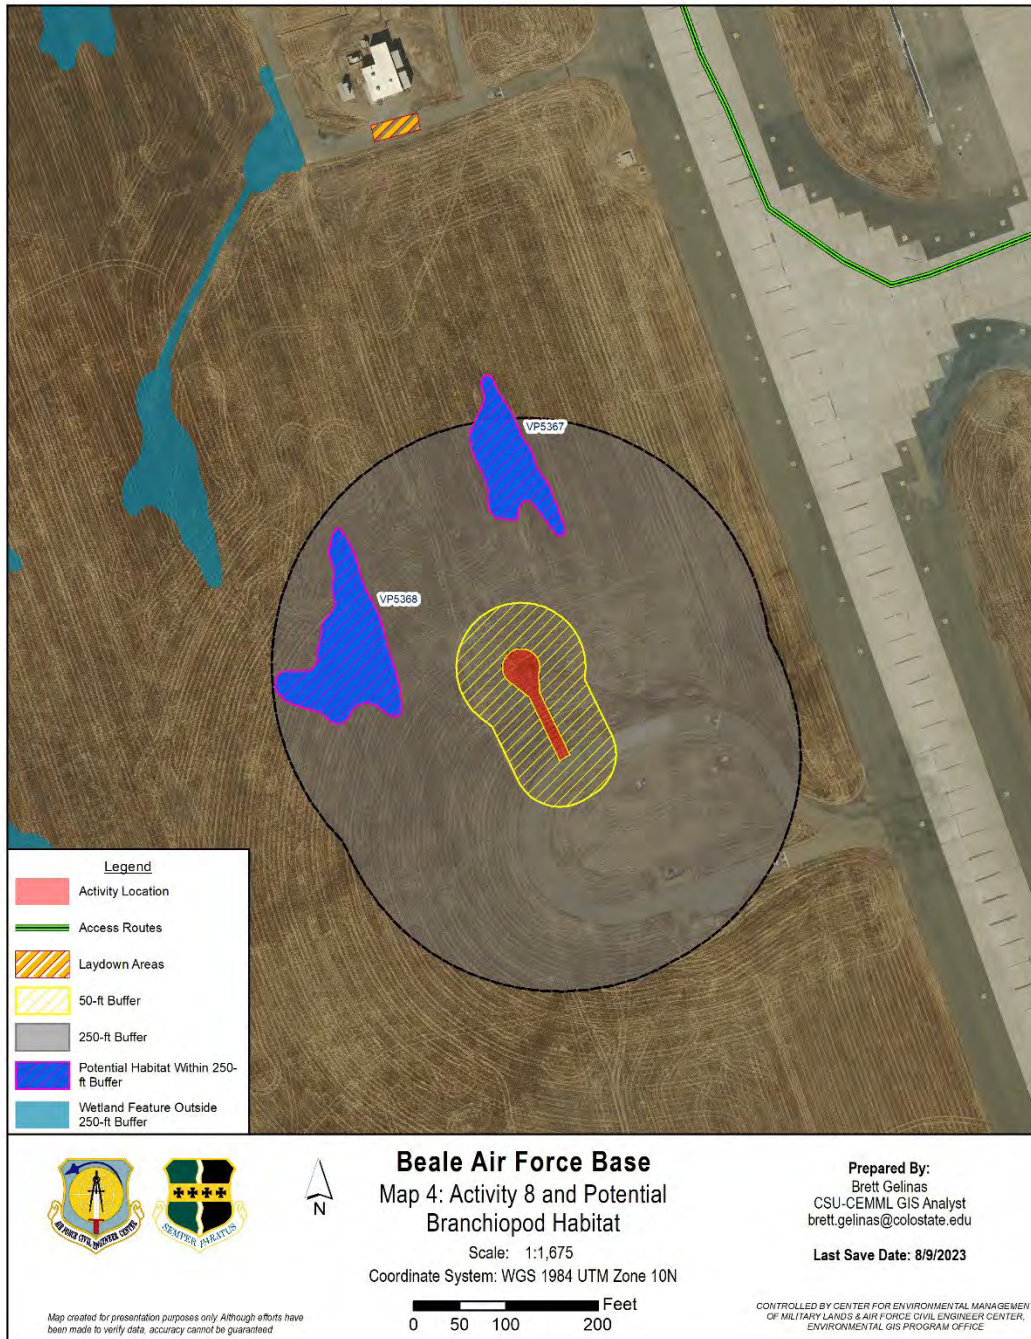 VP5367
VP5368
Legend
Activity Location
Access Routes
Laydown Areas
50-ft Buffer
250-ft Buffer
Potential Habitat Within 250-
ft Buffer
Wetland Feature Outside
250-ft Buffer
AIR FORCE CIVIL ENGINEER CENTER
SEMPER PARATUS
N
Beale Air Force Base
Map 4: Activity 8 and Potential
Branchiopod Habitat
Scale: 1:1,675
Coordinate System: WGS 1984 UTM Zone 10N
Feet
0 50 100 200
Prepared By:
Brett Gelinas
CSU-CEMML GIS Analyst
brett.gelinas@colostate.edu
Last Save Date: 8/9/2023
Map created for presentation purposes only. Although efforts have
been made to verify data, accuracy cannot be guaranteed.
CONTROLLED BY CENTER FOR ENVIRONMENTAL MANAGEMEN
OF MILITARY LANDS & AIR FORCE CIVIL ENGINEER CENTER,
ENVIRONMENTAL GIS PROGRAM OFFICE